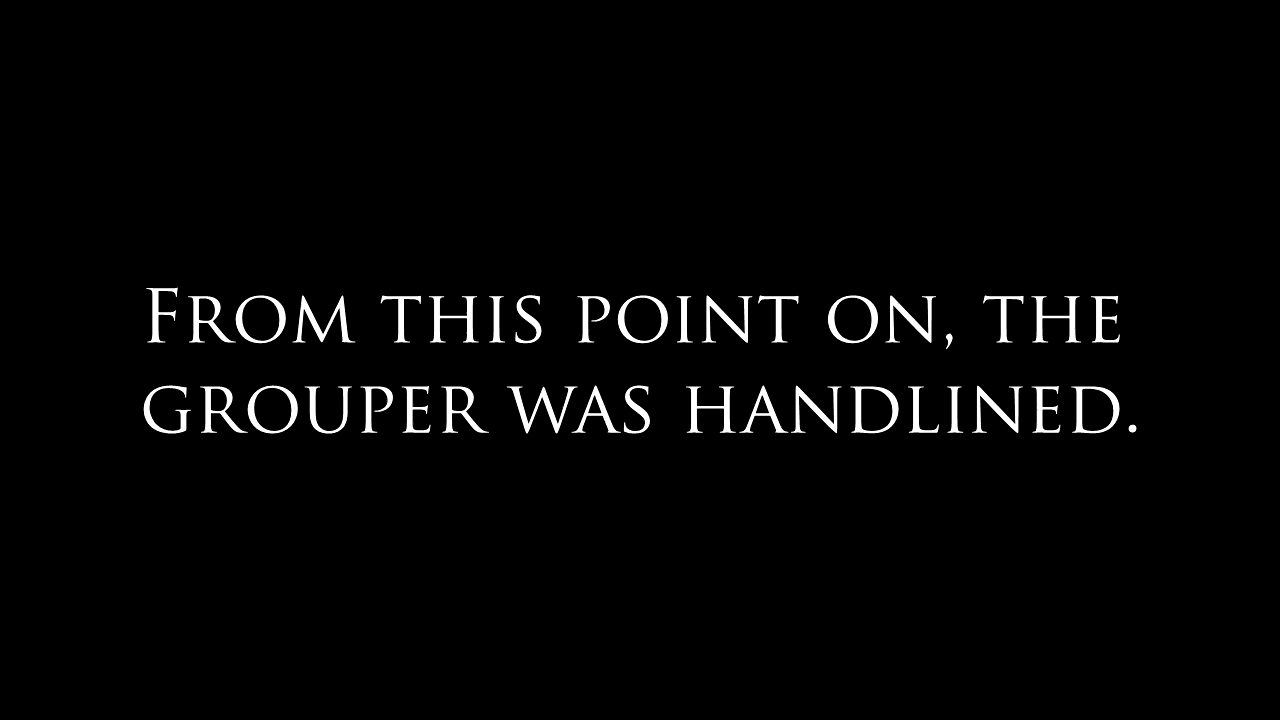 From this point on, the
grouper was handlined.